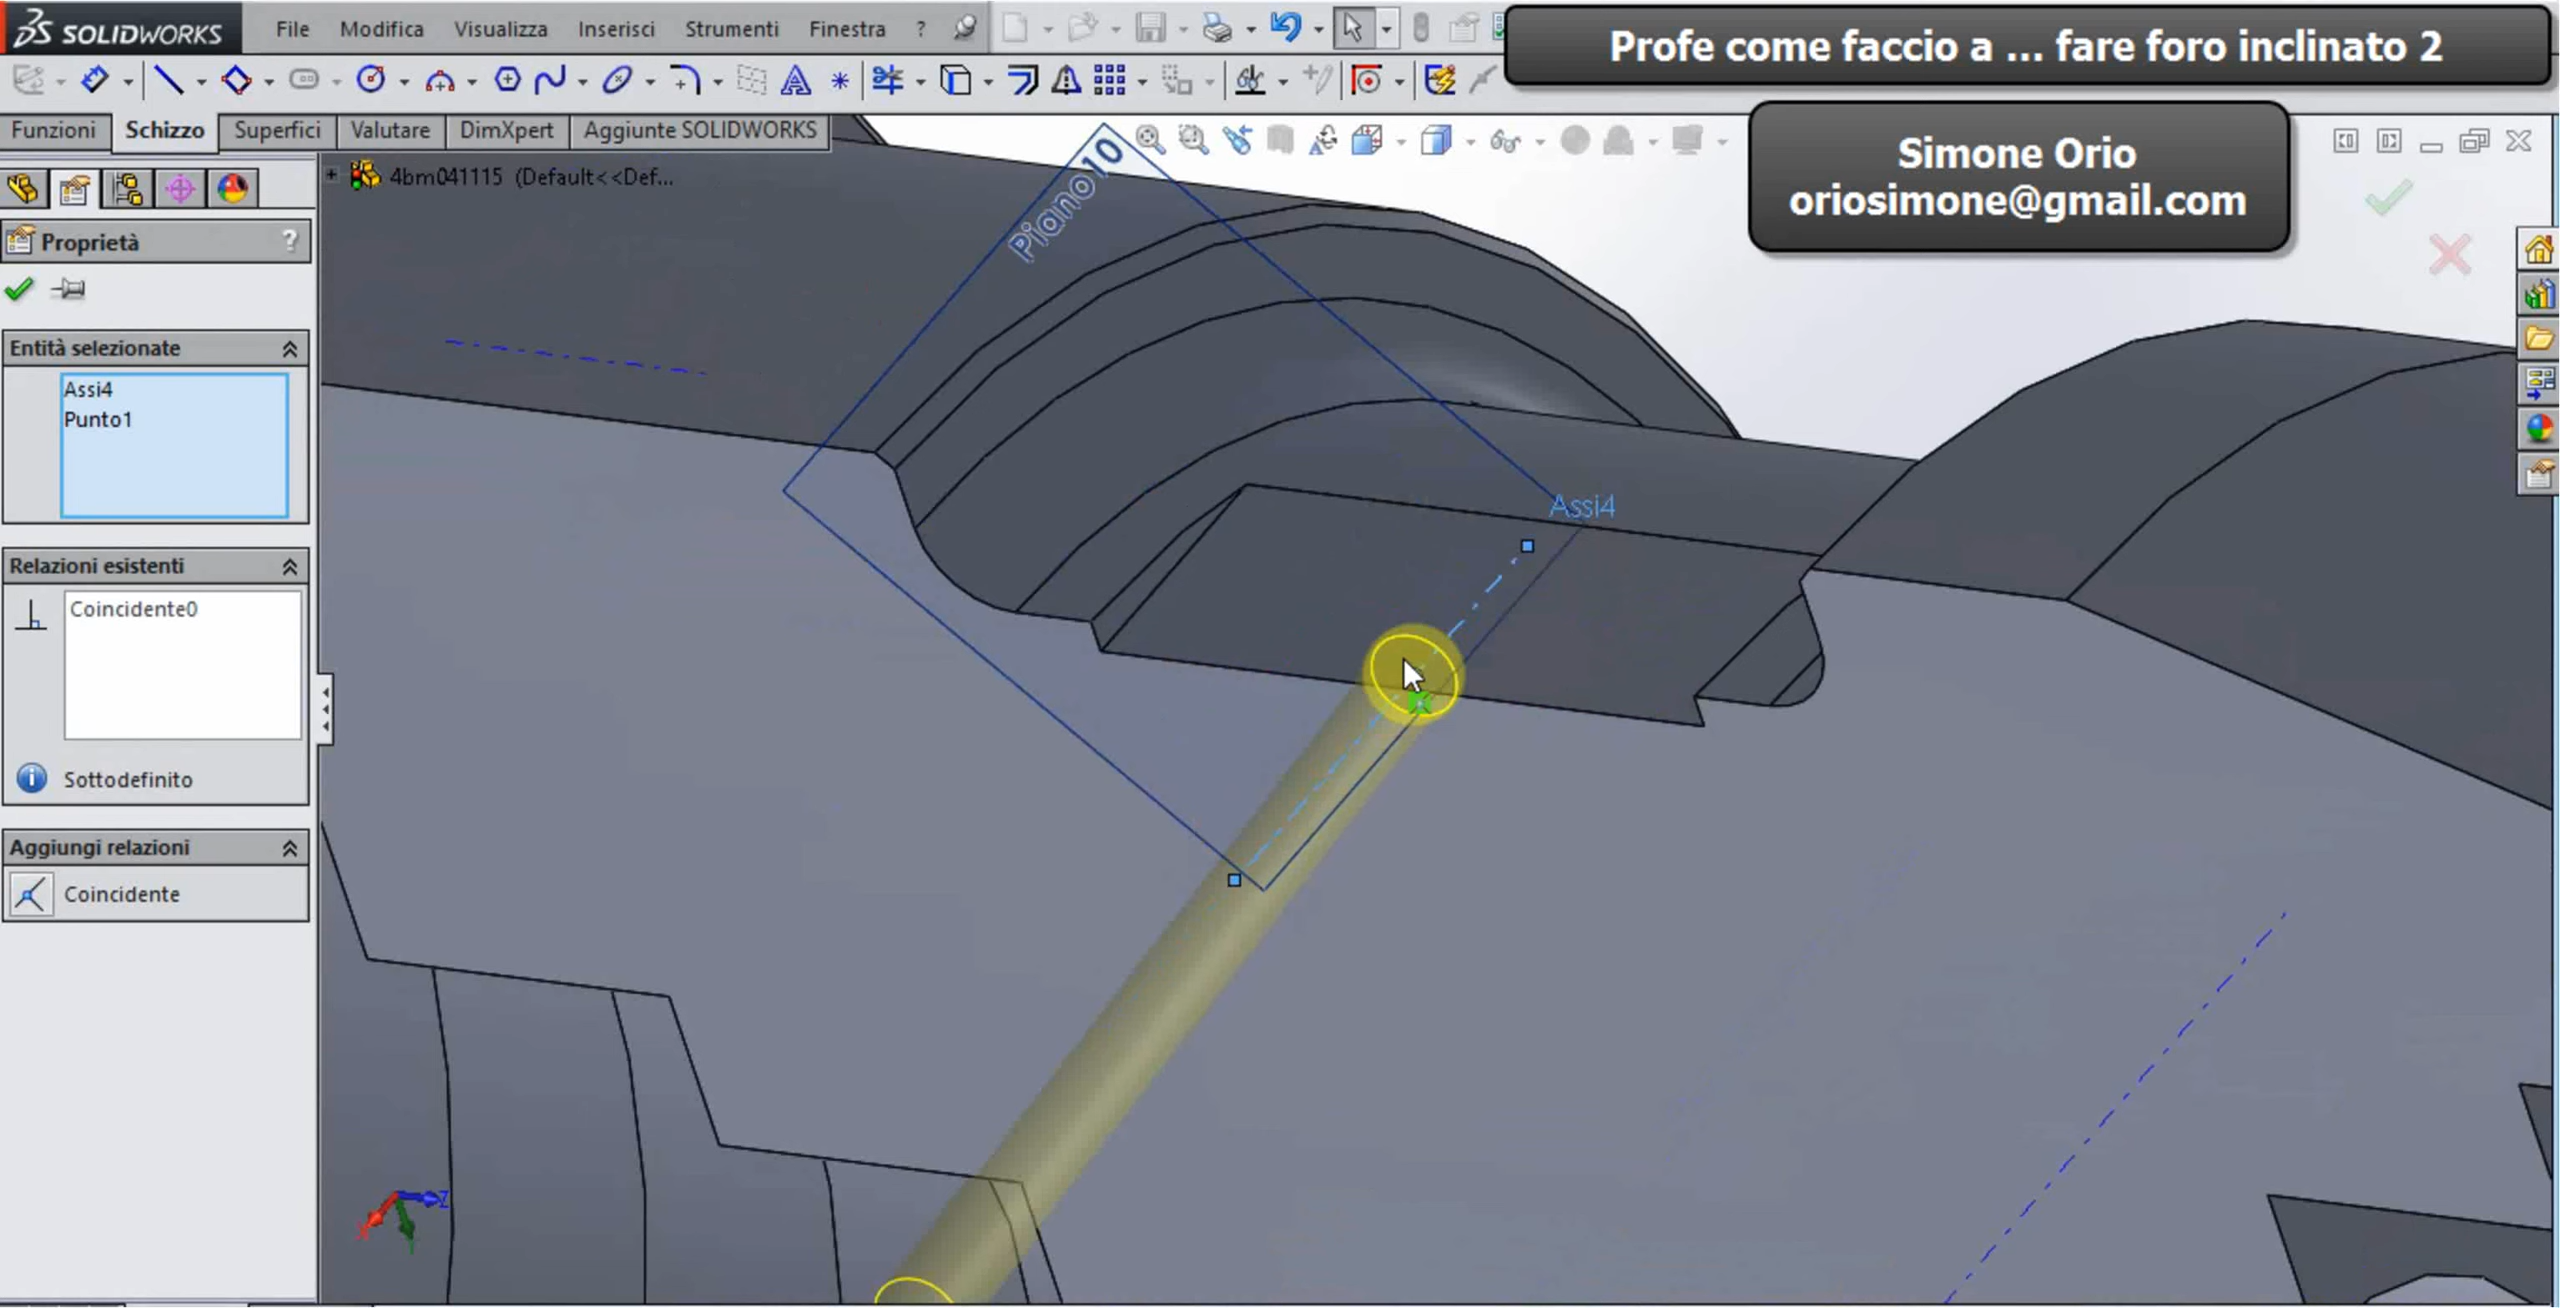 SOLIDWORKS
File Modifica Visualizza Inserisci Strumenti Finestra ?
Profe come faccio a ... fare foro inclinato 2
Simone Orio
oriosimone@gmail.com
Funzioni Schizzo Superfici Valutare DimXpert Aggiunte SOLIDWORKS
4bm041115 (Default<<Def...
Proprietà ?
Entità selezionate
Assi4
Punto1
Relazioni esistenti
Coincidente0
Sottodefinito
Aggiungi relazioni
Coincidente
Piano10
Assi4
Z
X
Y